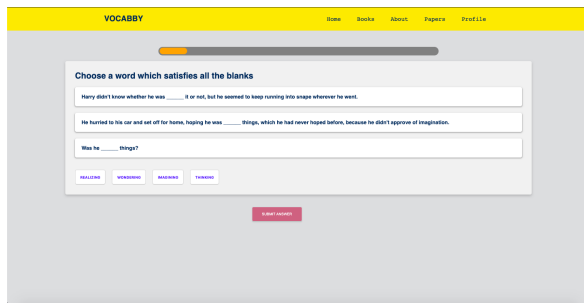 VOCABBY
Home Books About Papers Profile
Choose a word which satisfies all the blanks
Harry didn't know whether he was ______ it or not, but he seemed to keep running into snape wherever he went.
He hurried to his car and set off for home, hoping he was ______ things, which he had never hoped before, because he didn't approve of imagination.
Was he ______ things?
REALIZING WONDERING IMAGINING THINKING
SUBMIT ANSWER